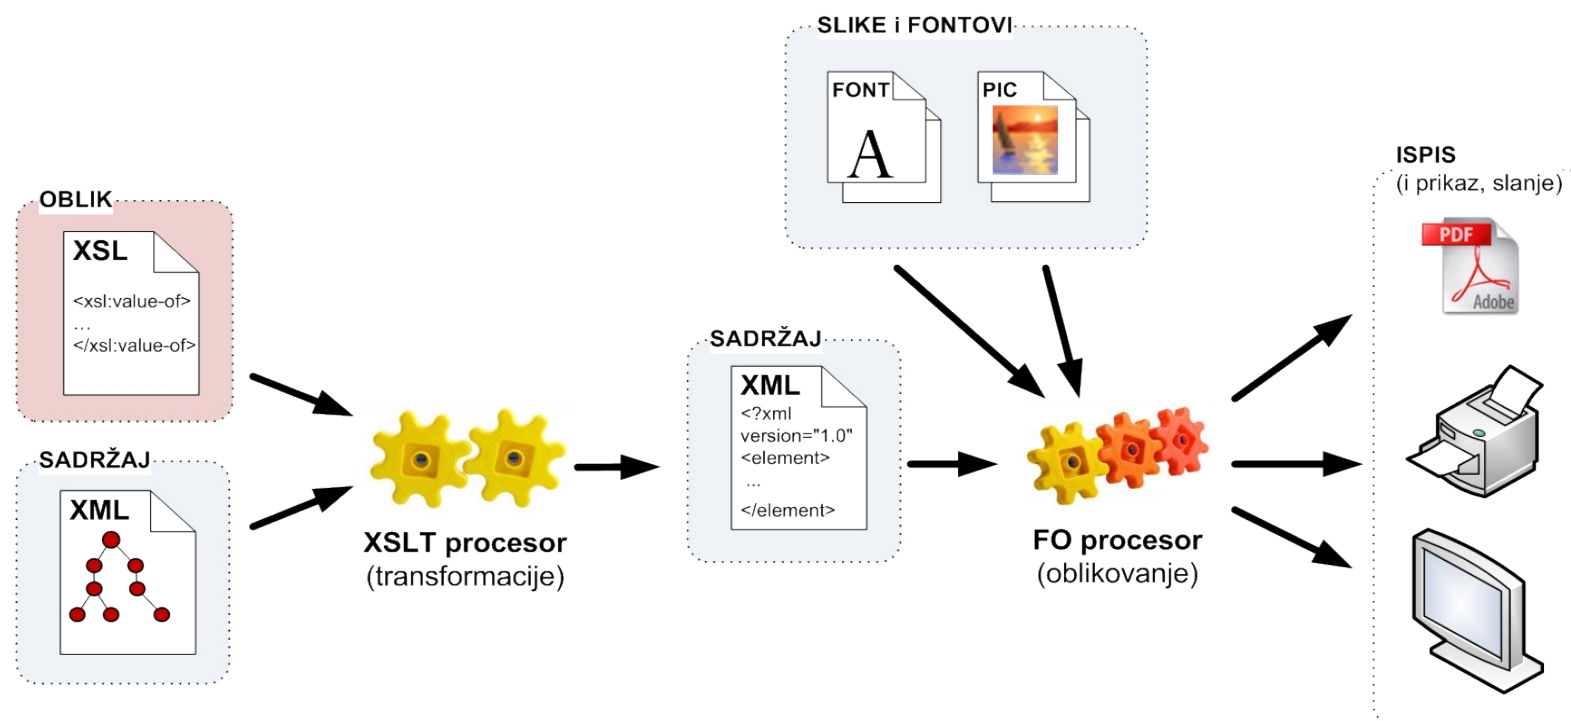 OBLIK
XSL
<xsl:value-of>
...
</xsl:value-of>
SADRŽAJ
XML
XSLT procesor
(transformacije)
SADRŽAJ
XML
<?xml
version="1.0"
<element>
...
</element>
SLIKE i FONTOVI
FONT
A
PIC
FO procesor
(oblikovanje)
ISPIS
(i prikaz, slanje)
PDF
Adobe